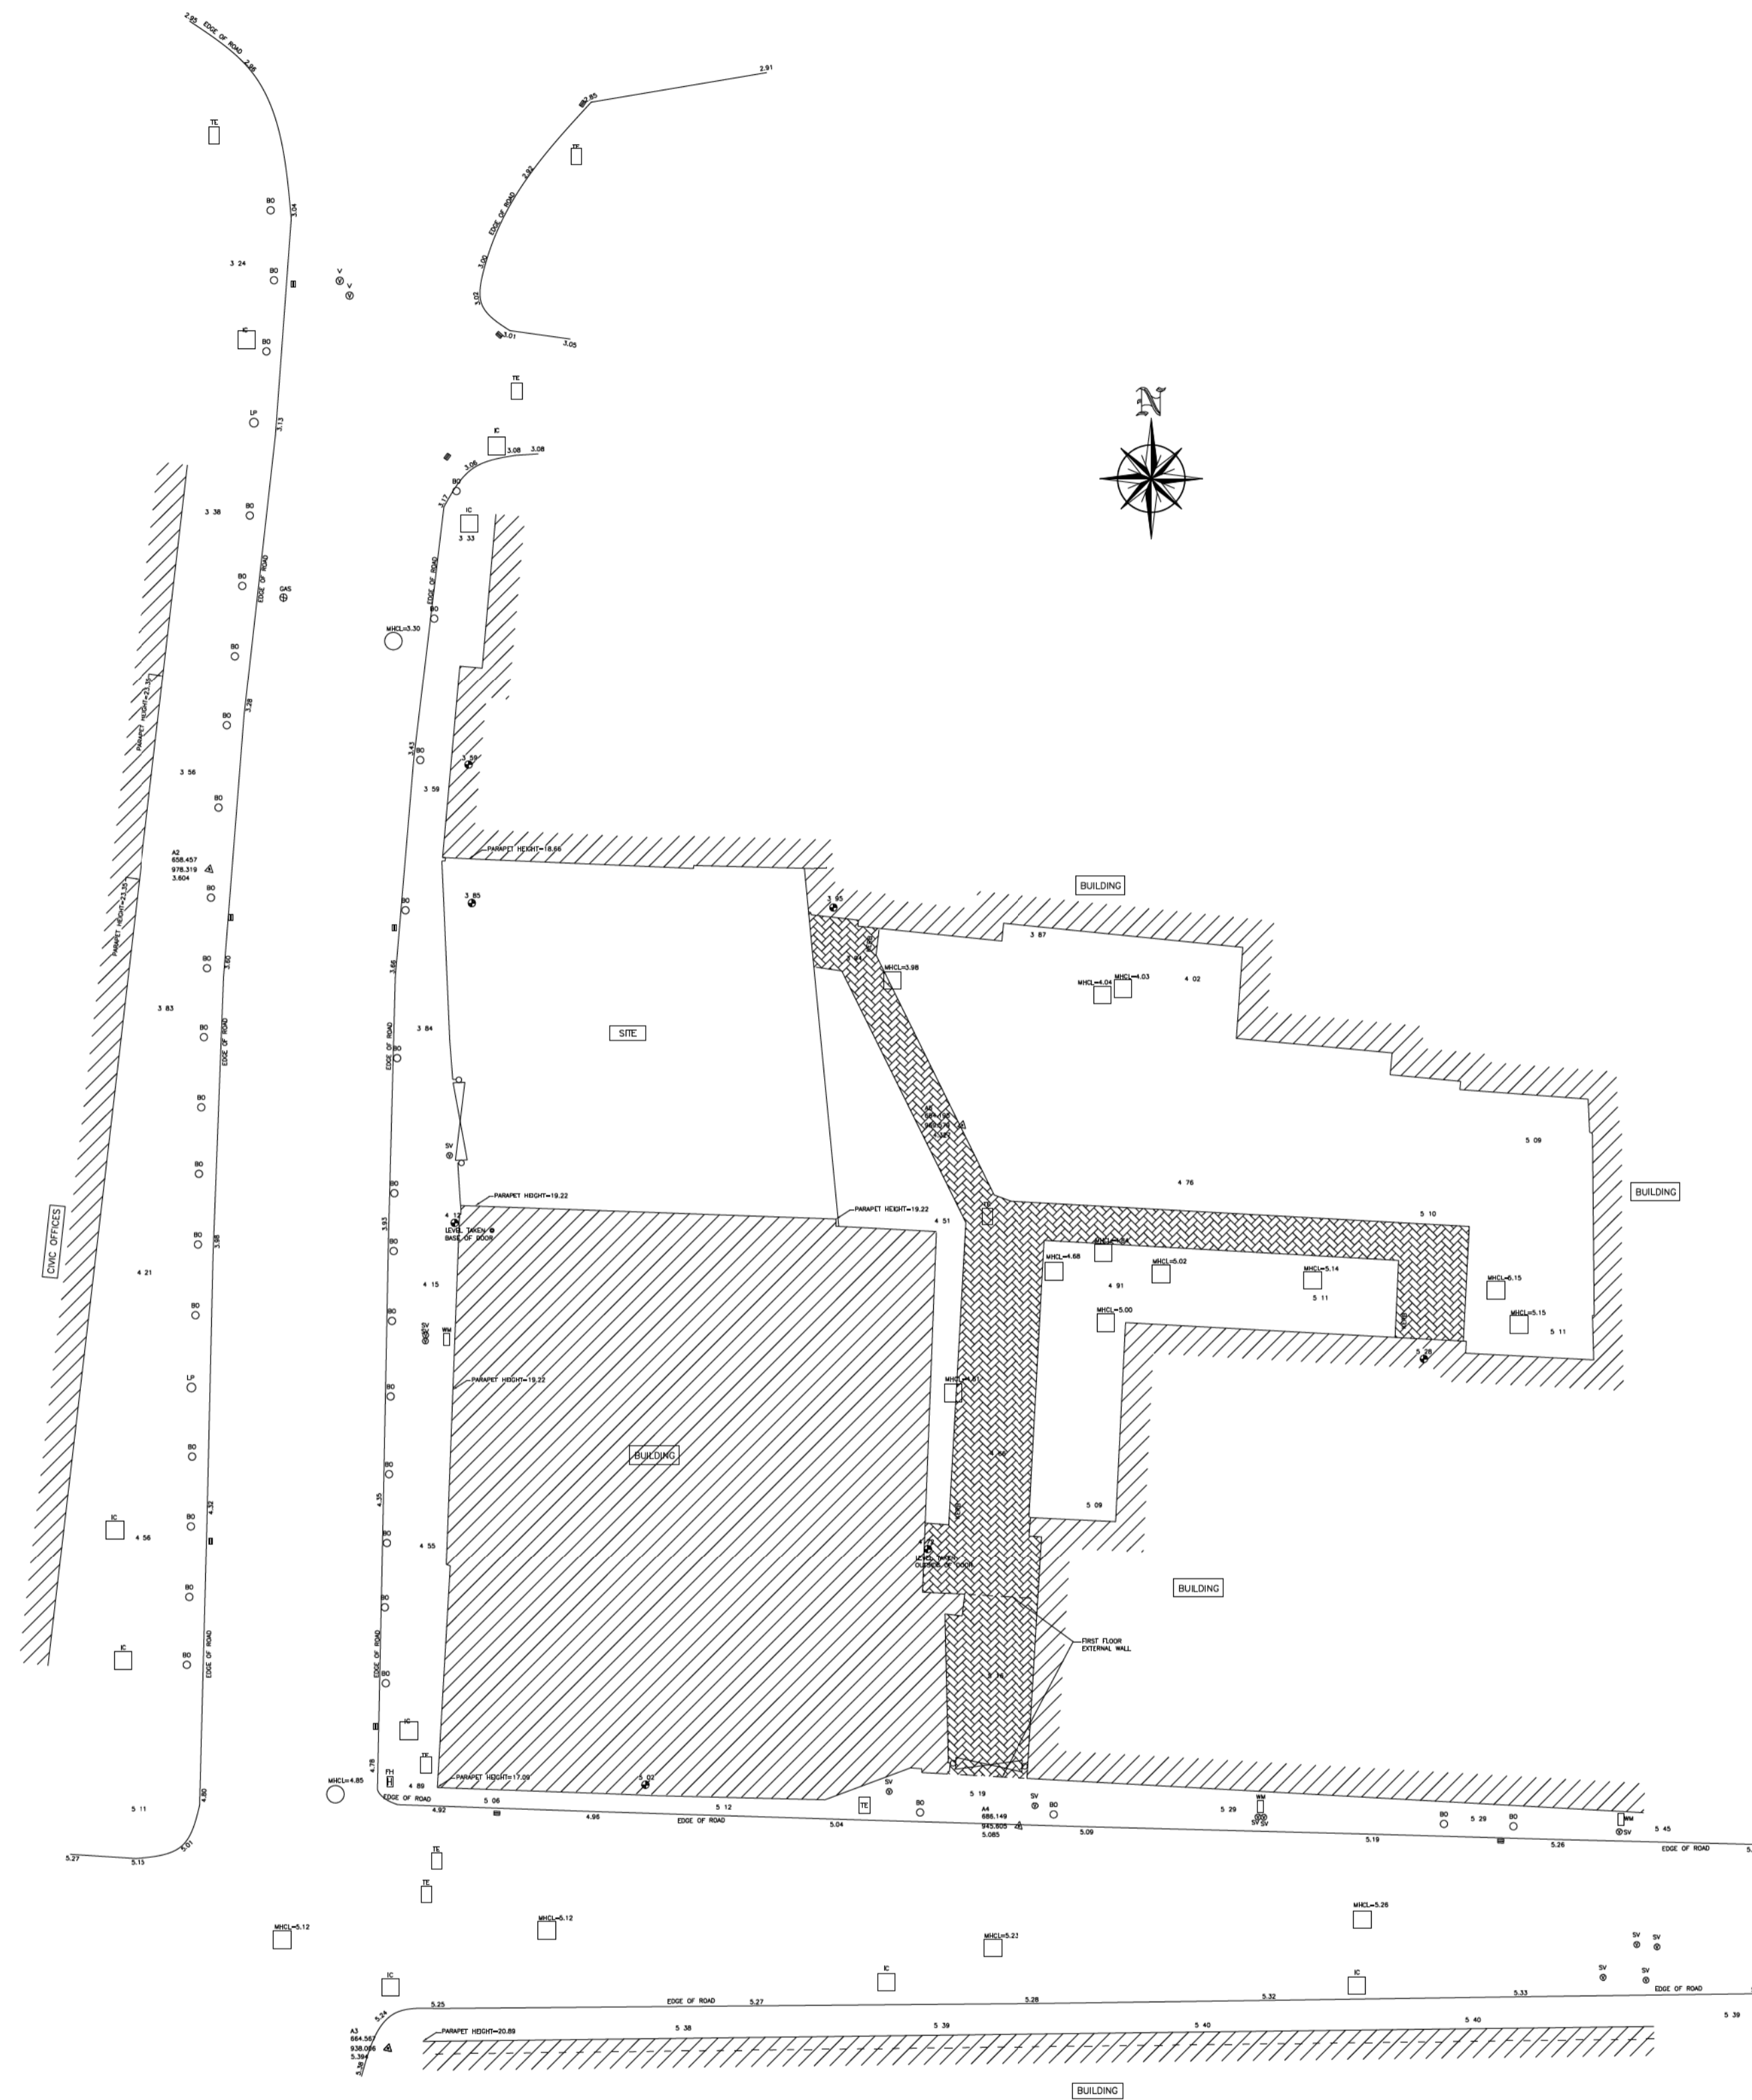 2.95
EDGE OF ROAD
2.96
2.91
2.85
TE
TE
2.92
EDGE OF ROAD
BO
3.04
3.00
3 24
BO
V
V
3.02
IC
BO
3.01
3.05
TE
N
LP
3.13
IC
3.08
3.08
3.06
BO
3.17
3 38
BO
IC
3 33
EDGE OF ROAD
BO
GAS
EDGE OF ROAD
BO
MHCL=3.30
BO
PARAPET HEIGHT=23.35
3.28
BO
3.43
BO
3 59
3 56
3 59
BO
A2
658.457
978.319
3.604
PARAPET HEIGHT=18.66
BO
PARAPET HEIGHT=23.35
3 85
BO
3 95
BUILDING
3 87
BO
3.60
3.66
MHCL=3.98
MHCL=4.04
MHCL=4.03
4 02
3 83
BO
EDGE OF ROAD
EDGE OF ROAD
3 84
BO
SITE
BO
SV
BO
5 09
4 76
BO
BUILDING
PARAPET HEIGHT=19.22
PARAPET HEIGHT=19.22
4 51
5 10
CIVIC OFFICES
BO
3.98
3.93
LEVEL TAKEN @
BASE OF DOOR
BO
4 21
4 15
MHCL=4.68
MHCL=5.02
MHCL=5.14
4 91
5 11
MHCL=5.15
BO
BO
WM
MHCL=5.00
5 11
5 28
LP
BO
PARAPET HEIGHT=19.22
BO
BUILDING
BO
4.32
4.35
BO
IC
4 56
BO
4 55
5 09
BO
BO
BUILDING
IC
BO
EDGE OF ROAD
EDGE OF ROAD
BO
FIRST FLOOR
EXTERNAL WALL
IC
TE
4.78
FH
4 89
MHCL=4.85
PARAPET HEIGHT=17.09
5 02
SV
4.80
5 11
EDGE OF ROAD
4.92
5 06
4.96
EDGE OF ROAD
5 12
5.04
TE
BO
5 19
A4
686.149
945.605
5.085
SV
BO
5.09
5 29
WM
SV
SV
5.19
BO
5 29
BO
5.26
WM
SV
5 45
EDGE OF ROAD
5.27
5.15
5.01
TE
TE
MHCL=5.12
MHCL=5.12
MHCL=5.23
MHCL=5.26
SV
SV
SV
SV
IC
IC
IC
5.24
5.25
EDGE OF ROAD
5.27
5.28
5.32
5.33
EDGE OF ROAD
A3
938.086
5.394
5.38
PARAPET HEIGHT=20.89
5 38
5 39
5 40
5 40
5 39
BUILDING